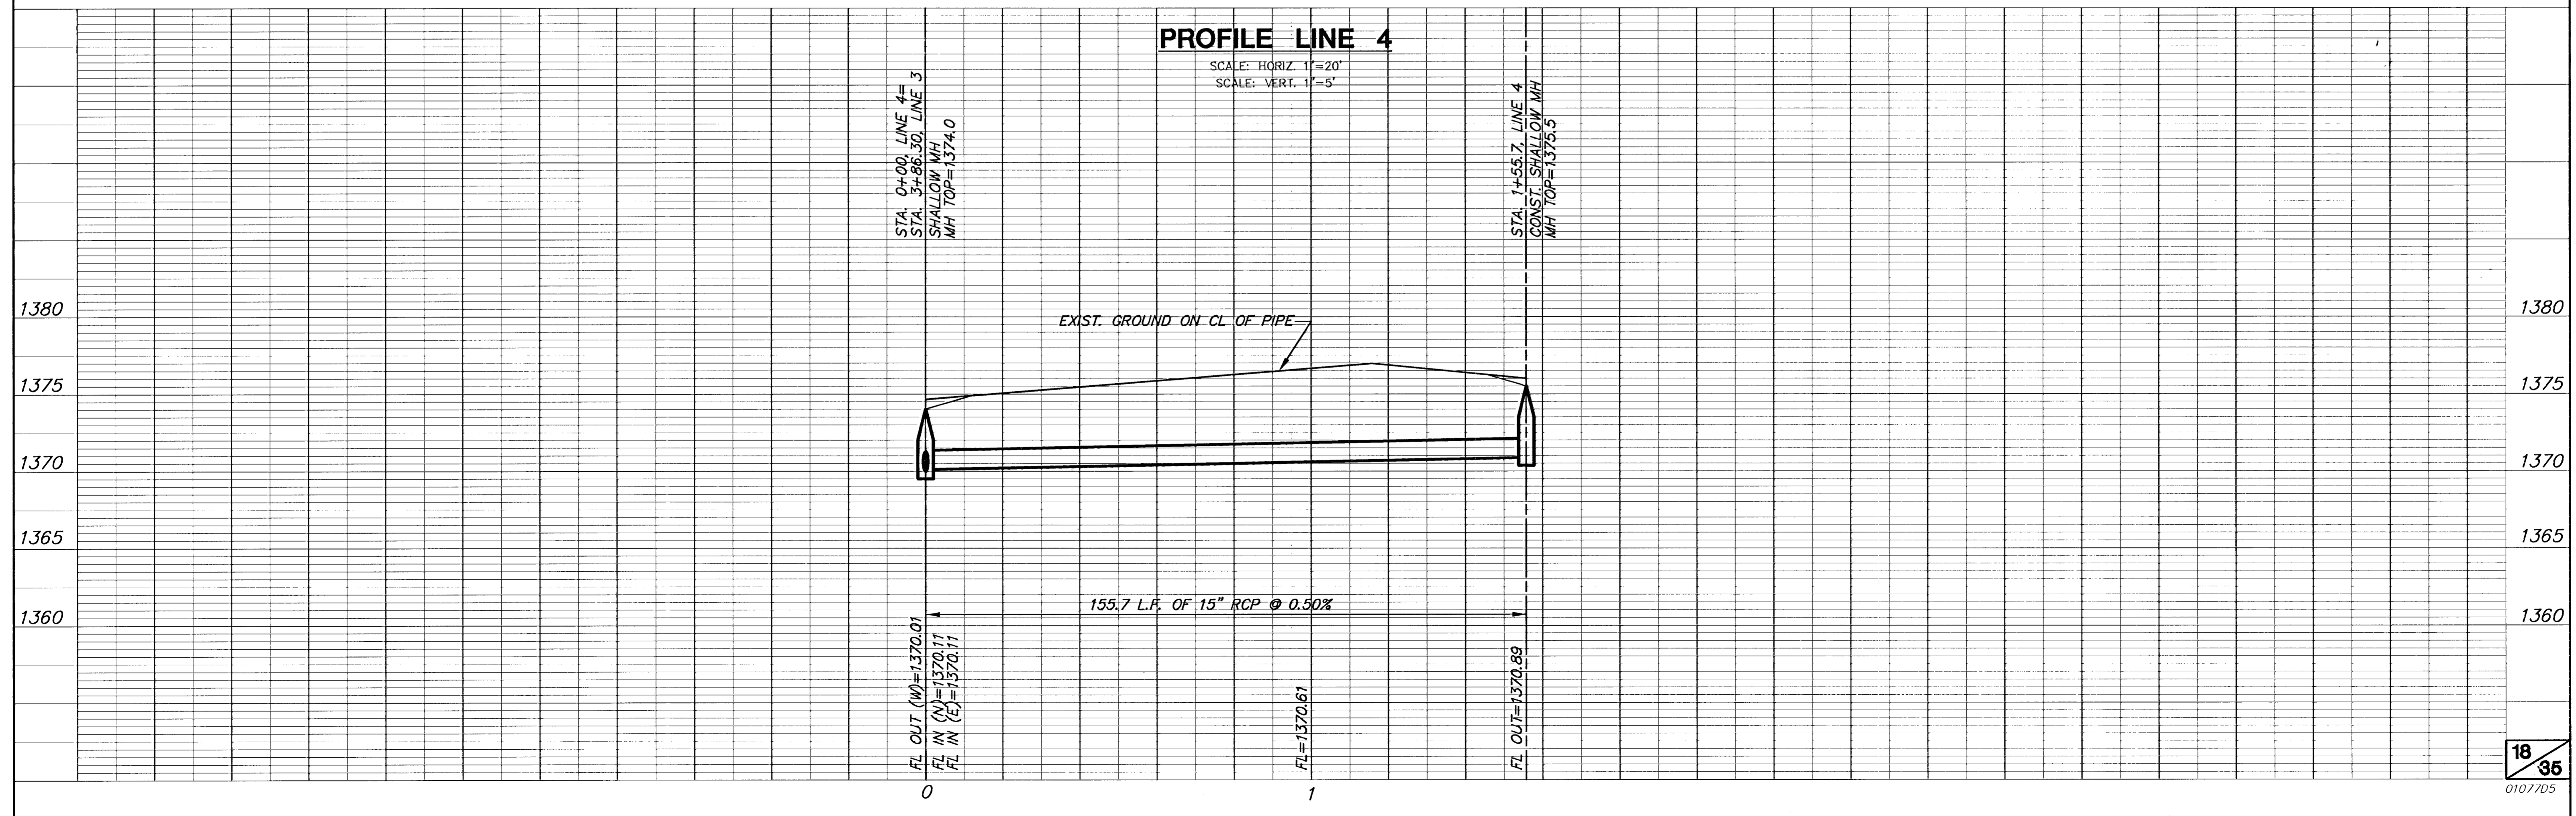 PROFILE LINE 4
SCALE: HORIZ. 1"=20'
SCALE: VERT. 1"=5'
STA. 0+00, LINE 4=
STA. 3+86.30, LINE 3
SHALLOW MH
MH TOP=1374.0
STA. 1+55.7, LINE 4
CONST. SHALLOW MH
MH TOP=1375.5
1380
1380
EXIST. GROUND ON CL OF PIPE
1375
1375
1370
1370
1365
1365
155.7 L.F. OF 15" RCP @ 0.50%
1360
1360
FL OUT (W)=1370.01
FL IN (N)=1370.11
FL IN (E)=1370.11
FL=1370.61
FL OUT=1370.89
0
1
18
35
01077D5